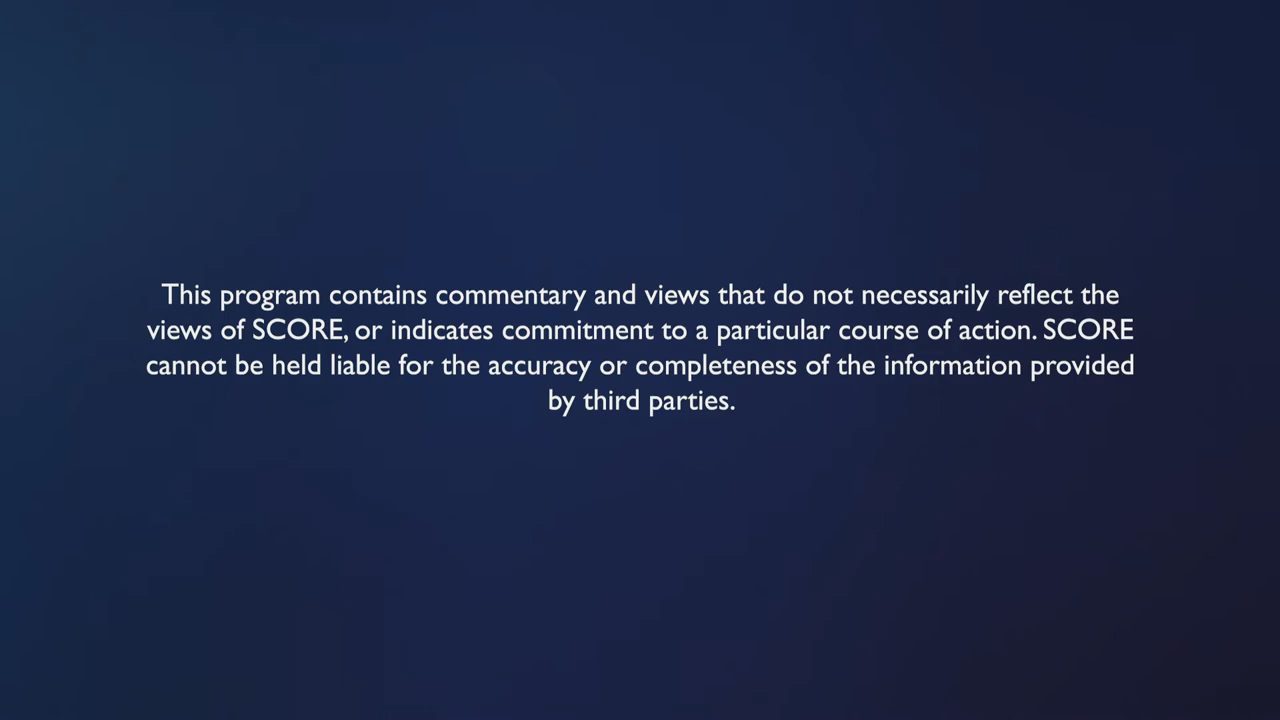 This program contains commentary and views that do not necessarily reflect the
views of SCORE, or indicates commitment to a particular course of action. SCORE
cannot be held liable for the accuracy or completeness of the information provided
by third parties.